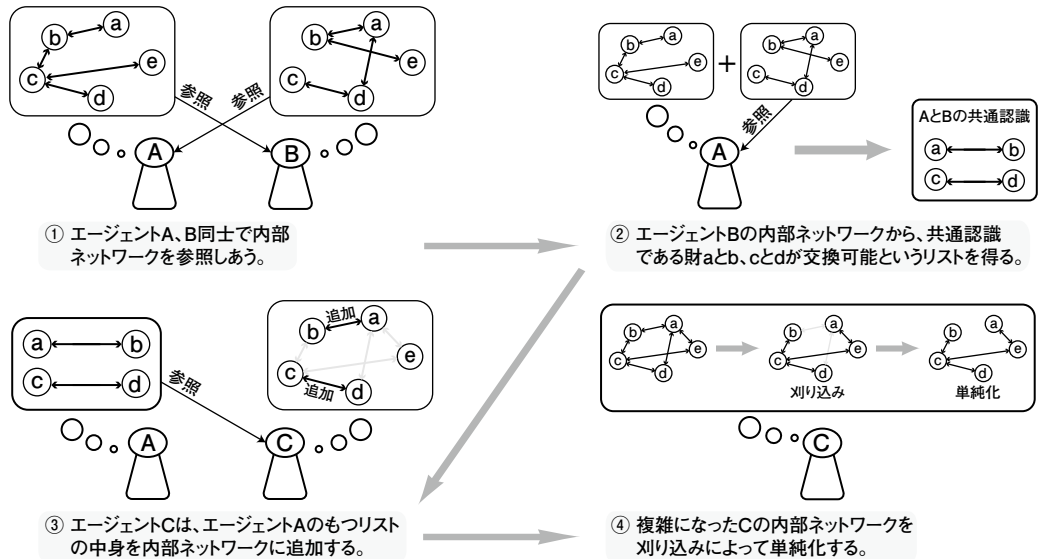 a
b
c
d
e
a
b
c
d
e
参照
参照
A
B
① エージェントA、B同士で内部
ネットワークを参照しあう。
a
b
c
d
e
+
a
b
c
d
e
参照
A
AとBの共通認識
a b
c d
② エージェントBの内部ネットワークから、共通認識
である財aとb、cとdが交換可能というリストを得る。
a b
c d
参照
A
追加
a
b
c
d
e
追加
C
③ エージェントCは、エージェントAのもつリスト
の中身を内部ネットワークに追加する。
a
b
c
d
e
a
b
c
d
e
刈り込み
a
b
c
d
e
単純化
C
④ 複雑になったCの内部ネットワークを
刈り込みによって単純化する。